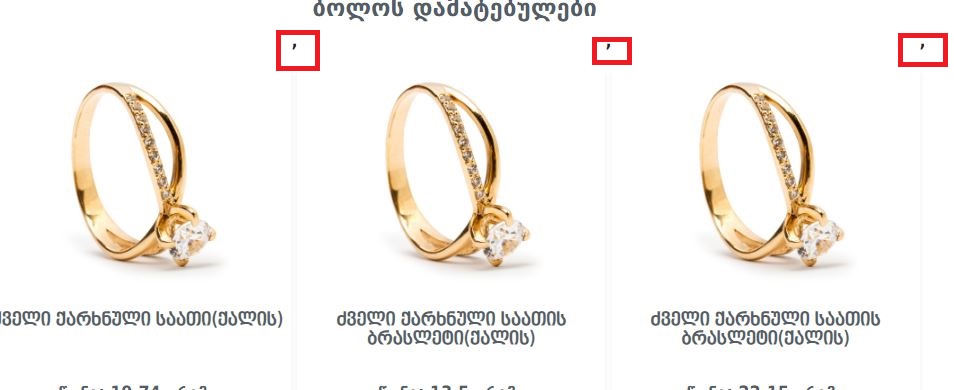 ბოლოს დამატებულები
,
,
,
ძველი ქარხნული საათი(ქალის)
ძველი ქარხნული საათის
ბრასლეტი(ქალის)
ძველი ქარხნული საათის
ბრასლეტი(ქალის)